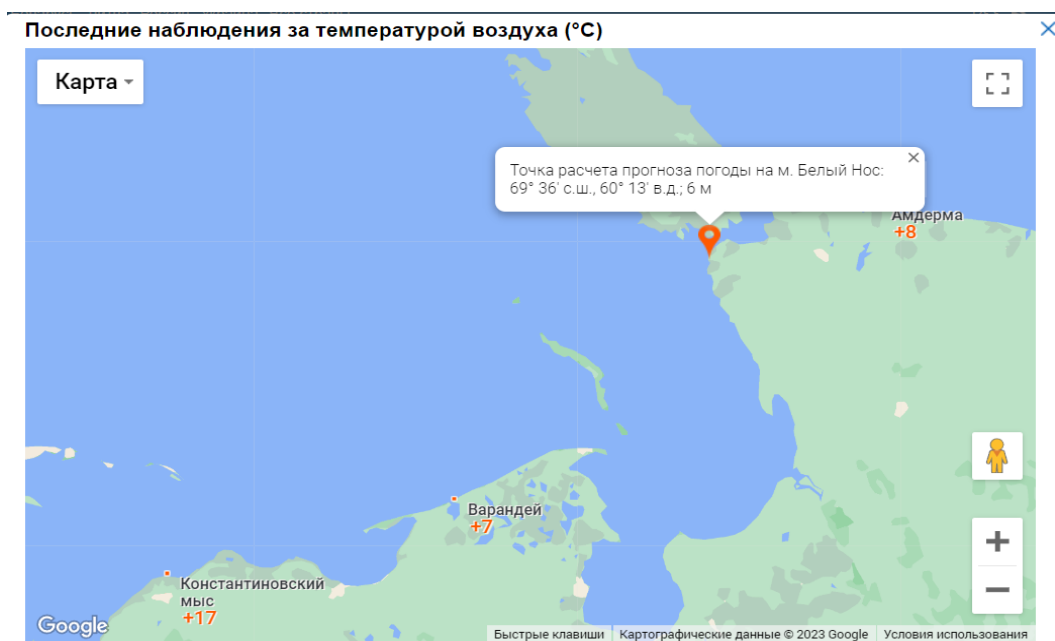 Последние наблюдения за температурой воздуха (°C)
Карта
Точка расчета прогноза погоды на м. Белый Нос:
69° 36' с.ш., 60° 13' в.д.; 6 м
Амдерма
+8
Варандей
+7
Константиновский
мыс
+17
Google
Быстрые клавиши
Картографические данные © 2023 Google
Условия использования